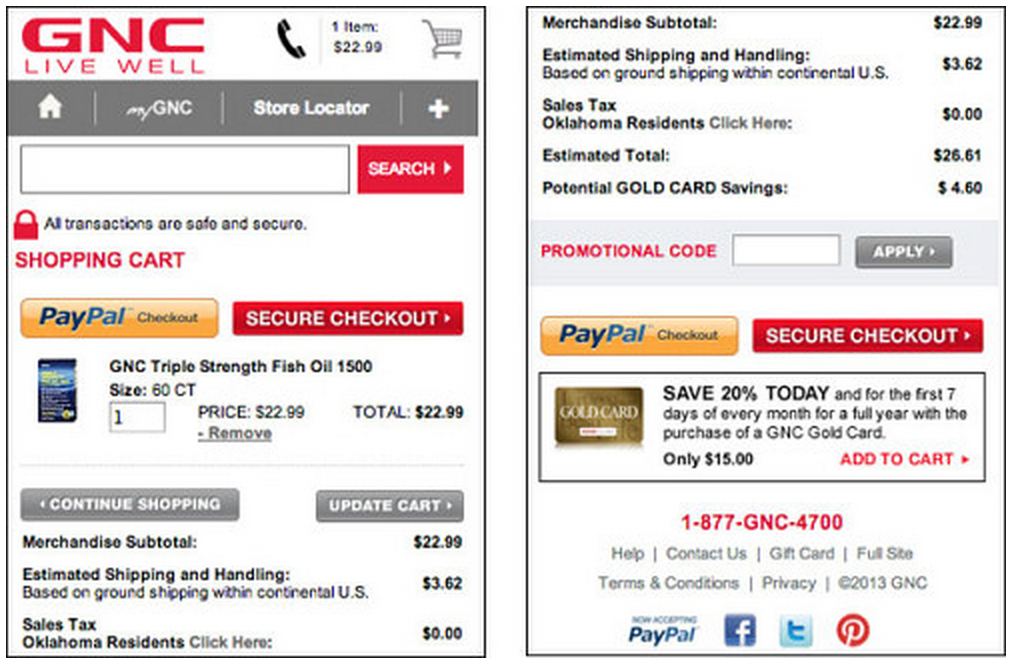 GNC
LIVE WELL
1 Item:
$22.99
myGNC
Store Locator
SEARCH
All transactions are safe and secure.
SHOPPING CART
PayPal™ Checkout
SECURE CHECKOUT
GNC Triple Strength Fish Oil 1500
Size: 60 CT
1
PRICE: $22.99
TOTAL: $22.99
- Remove
CONTINUE SHOPPING
UPDATE CART
Merchandise Subtotal: $22.99
Estimated Shipping and Handling:
Based on ground shipping within continental U.S. $3.62
Sales Tax
Oklahoma Residents Click Here: $0.00
Merchandise Subtotal: $22.99
Estimated Shipping and Handling:
Based on ground shipping within continental U.S. $3.62
Sales Tax
Oklahoma Residents Click Here: $0.00
Estimated Total: $26.61
Potential GOLD CARD Savings: $ 4.60
PROMOTIONAL CODE
APPLY
PayPal™ Checkout
SECURE CHECKOUT
GOLD CARD
SAVE 20% TODAY and for the first 7
days of every month for a full year with the
purchase of a GNC Gold Card.
Only $15.00
ADD TO CART
1-877-GNC-4700
Help | Contact Us | Gift Card | Full Site
Terms & Conditions | Privacy | ©2013 GNC
NOW ACCEPTING
PayPal